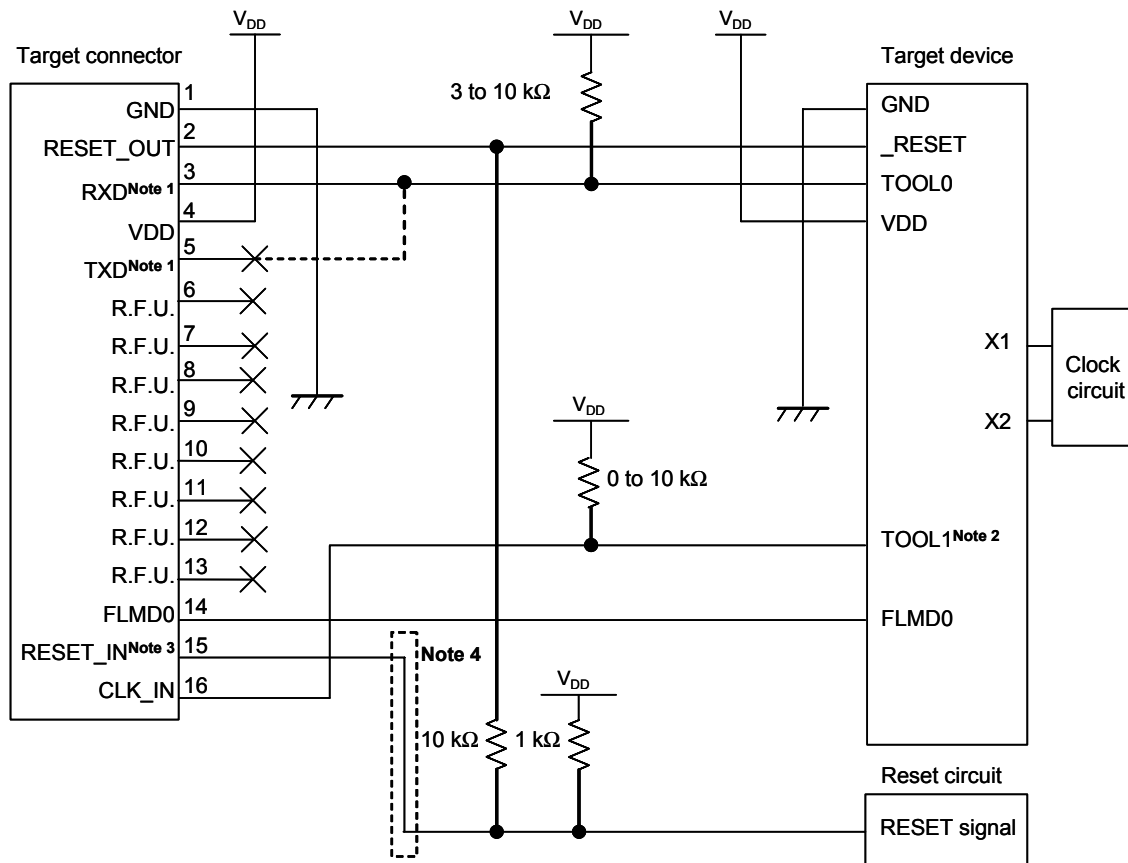 VDD
VDD
Target connector
Target device
3 to 10 kΩ
1
GND
2
RESET_OUT
3
RXDNote 1
4
VDD
5
TXDNote 1
6
R.F.U.
7
R.F.U.
8
R.F.U.
9
R.F.U.
10
R.F.U.
11
R.F.U.
12
R.F.U.
13
R.F.U.
14
FLMD0
15
RESET_INNote 3
16
CLK_IN
VDD
GND
_RESET
TOOL0
VDD
X1
X2
Clock
circuit
VDD
0 to 10 kΩ
TOOL1Note 2
FLMD0
Note 4
VDD
10 kΩ
1 kΩ
Reset circuit
RESET signal